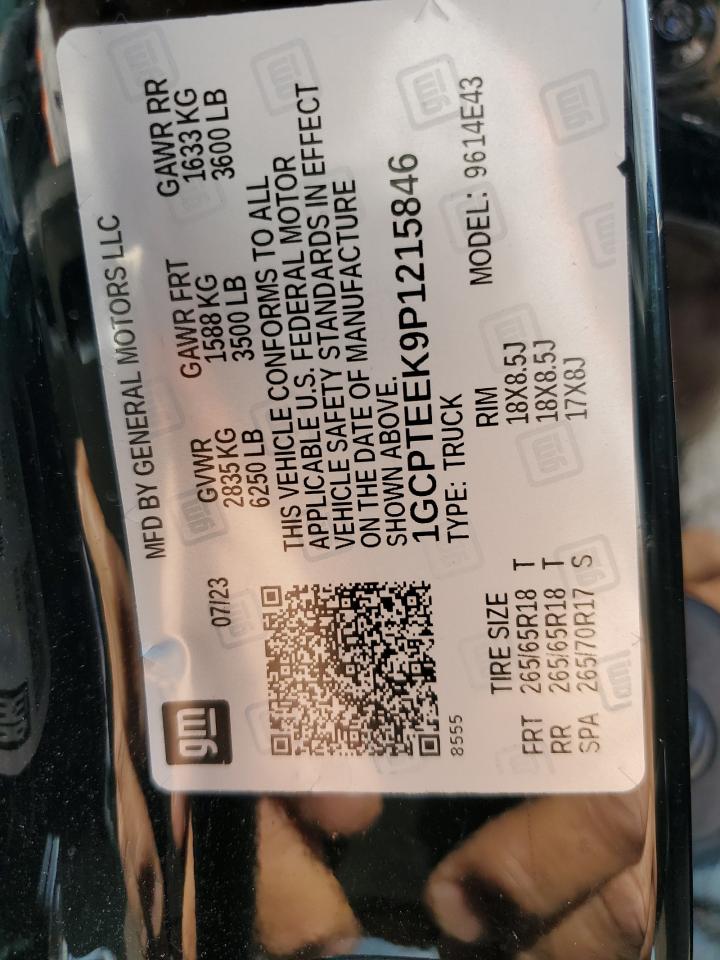 gm
07/23
MFD BY GENERAL MOTORS LLC
GVWR GAWR FRT GAWR RR
2835 KG 1588 KG 1633 KG
6250 LB 3500 LB 3600 LB
THIS VEHICLE CONFORMS TO ALL
APPLICABLE U.S. FEDERAL MOTOR
VEHICLE SAFETY STANDARDS IN EFFECT
ON THE DATE OF MANUFACTURE
SHOWN ABOVE.
1GCPTEEK9P1215846
8555
TYPE: TRUCK MODEL: 9614E43
TIRE SIZE RIM
FRT 265/65R18 T 18X8.5J
RR 265/65R18 T 18X8.5J
SPA 265/70R17 S 17X8J